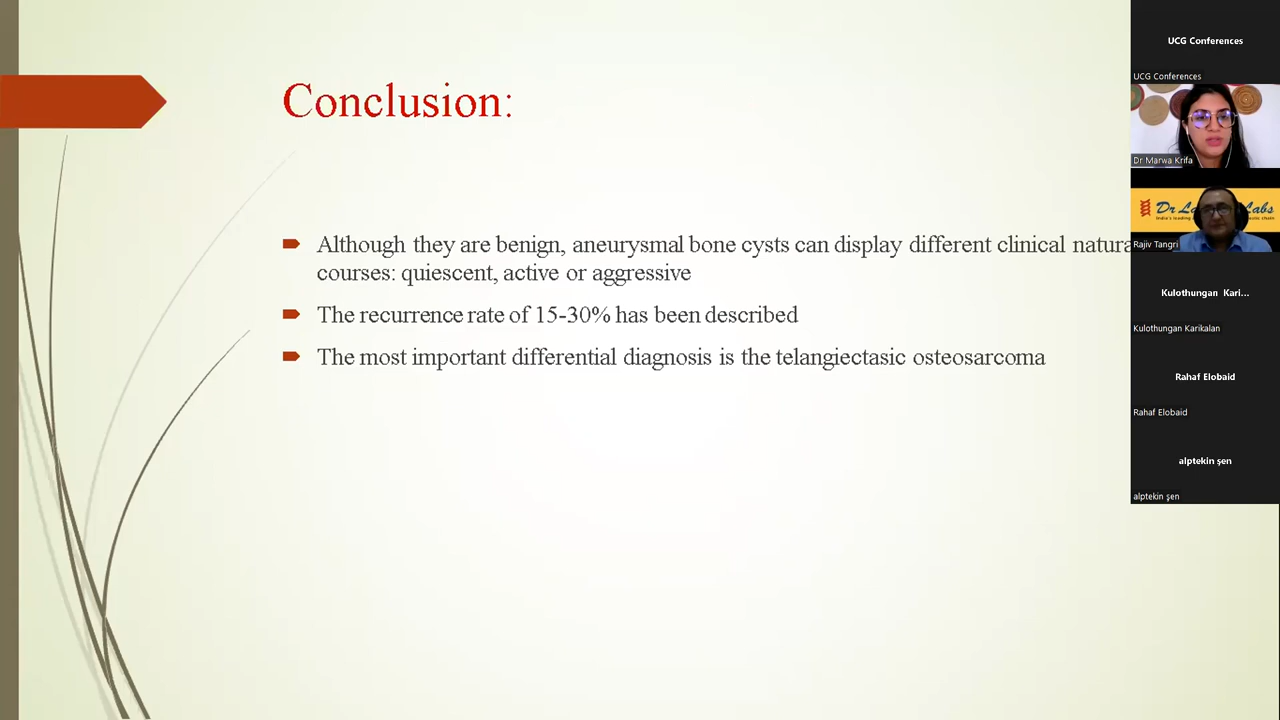 Conclusion:
Although they are benign, aneurysmal bone cysts can display different clinical
courses: quiescent, active or aggressive
The recurrence rate of 15-30% has been described
The most important differential diagnosis is the telangiectasic osteosarcoma
UCG Conferences
UCG Conferences
Dr Marwa Krifa
Dr
Rajiv Tangri
Kulothungan Kari...
Kulothungan Karikalan
Rahaf Elobaid
Rahaf Elobaid
alptekin şen
alptekin şen